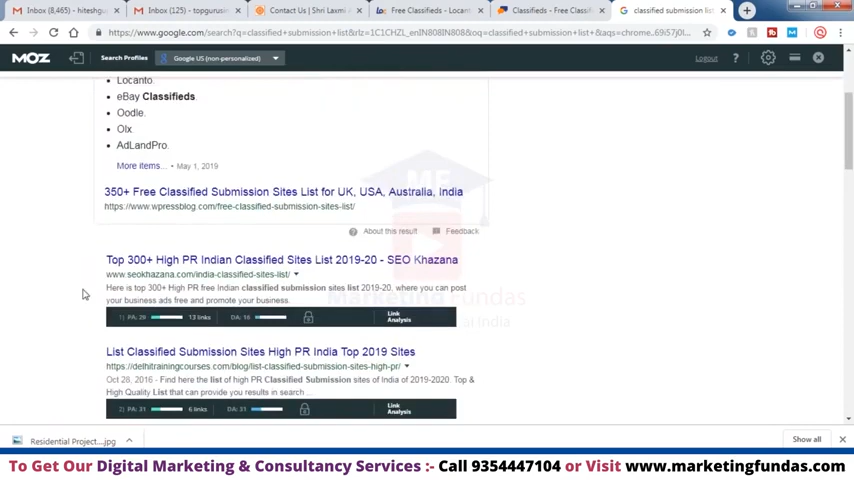 Inbox (8,465) - hiteshgu
Inbox (125) - topgurusn
Contact Us | Shri Laxmi
Free Classifieds - Locant
Classifieds - Free Classif
classified submission list
https://www.google.com/search?q=classified+submission+list&rlz=1C1CHZL_enIN808IN808&oq=classified+submission+list+&aqs=chrome..69i57j0l...
MOZ
Search Profiles
Google US (non-personalized)
Logout
?
Locanto.
eBay Classifieds.
Oodle.
Olx
AdLandPro.
More items... • May 1, 2019
350+ Free Classified Submission Sites List for UK, USA, Australia, India
https://www.wpressblog.com/free-classified-submission-sites-list/
About this result
Feedback
Top 300+ High PR Indian Classified Sites List 2019-20 - SEO Khazana
www.seokhazana.com/india-classified-sites-list/
Here is top 300+ High PR free Indian classified submission sites list 2019-20, where you can post
your business ads free and promote your business.
Marketing Fundas
1) PA: 29 13 links DA: 18 Link Analysis
List Classified Submission Sites High PR India Top 2019 Sites
https://delhitrainingcourses.com/blog/list-classified-submission-sites-high-pr/
Oct 28, 2016 - Find here the list of high PR Classified Submission sites of India of 2019-2020. Top &
High Quality List that can provide you results in search ...
2) PA: 31 6 links DA: 31 Link Analysis
Residential Project....jpg
Show all
To Get Our Digital Marketing & Consultancy Services :- Call 9354447104 or Visit www.marketingfundas.com